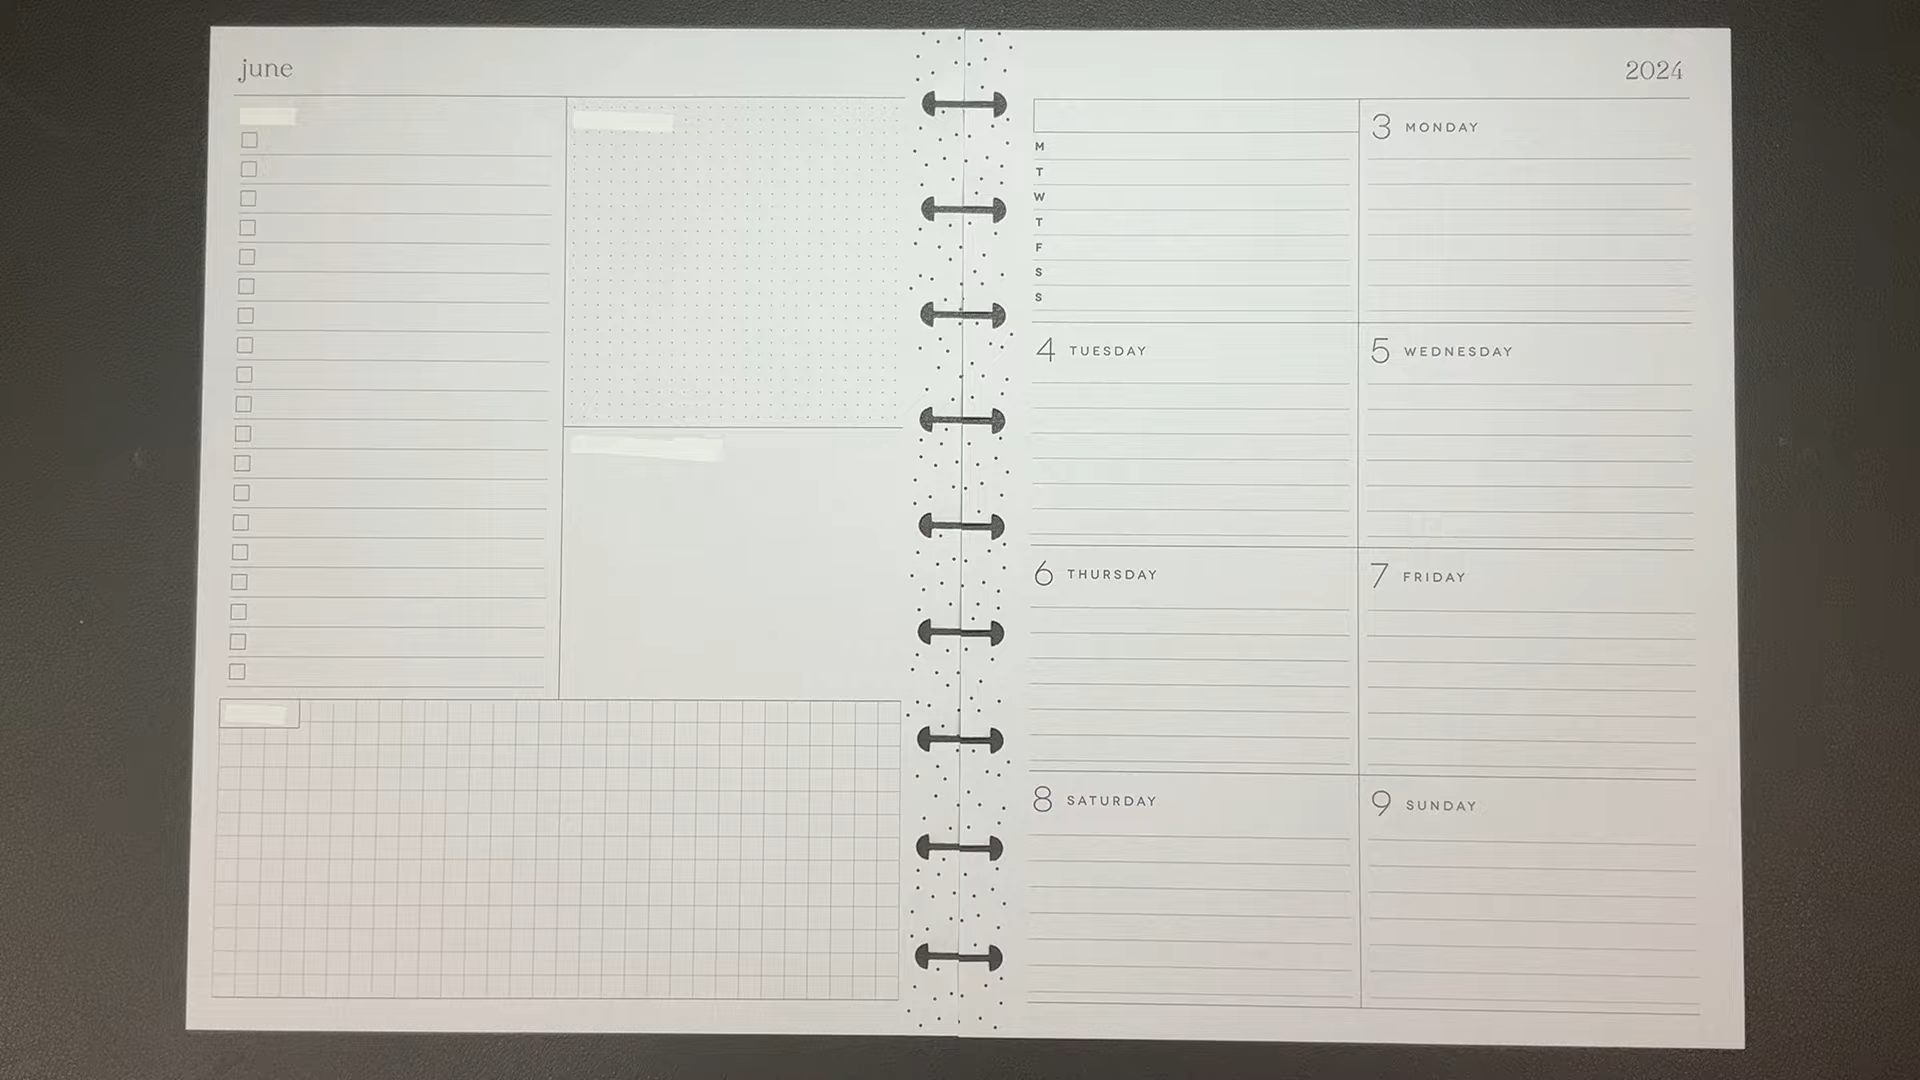 june
2024
M
T
W
T
F
S
S
3 MONDAY
4 TUESDAY
5 WEDNESDAY
6 THURSDAY
7 FRIDAY
8 SATURDAY
9 SUNDAY